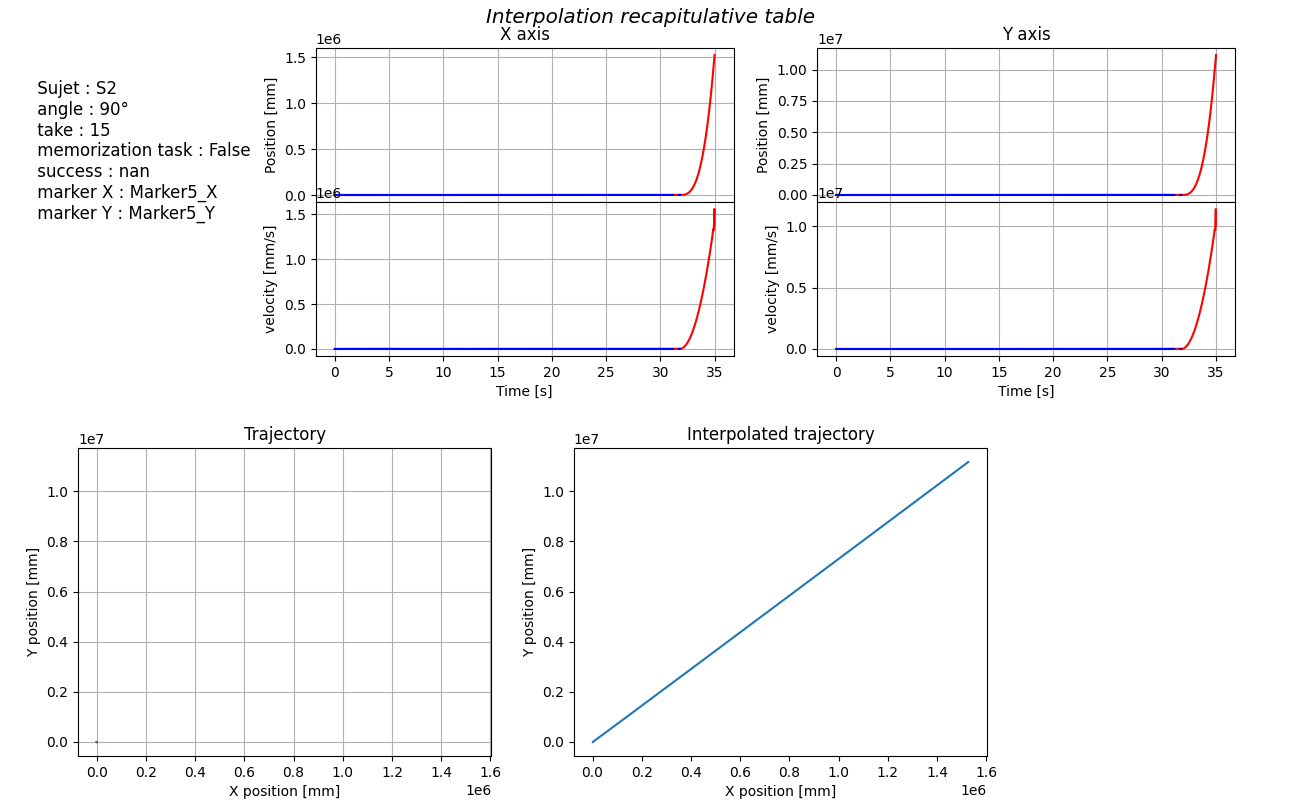 Interpolation recapitulative table
Sujet : S2
angle : 90°
take : 15
memorization task : False
success : nan
marker X : Marker5_X
marker Y : Marker5_Y
X axis
1e6
Position [mm]
1.5
1.0
0.5
0.0
1e6
velocity [mm/s]
1.5
1.0
0.5
0.0
0 5 10 15 20 25 30 35
Time [s]
Y axis
1e7
Position [mm]
1.00
0.75
0.50
0.25
0.00
1e7
velocity [mm/s]
1.0
0.5
0.0
0 5 10 15 20 25 30 35
Time [s]
Trajectory
1e7
Y position [mm]
1.0
0.8
0.6
0.4
0.2
0.0
0.0 0.2 0.4 0.6 0.8 1.0 1.2 1.4 1.6
X position [mm]
1e6
Interpolated trajectory
1e7
Y position [mm]
1.0
0.8
0.6
0.4
0.2
0.0
0.0 0.2 0.4 0.6 0.8 1.0 1.2 1.4 1.6
X position [mm]
1e6